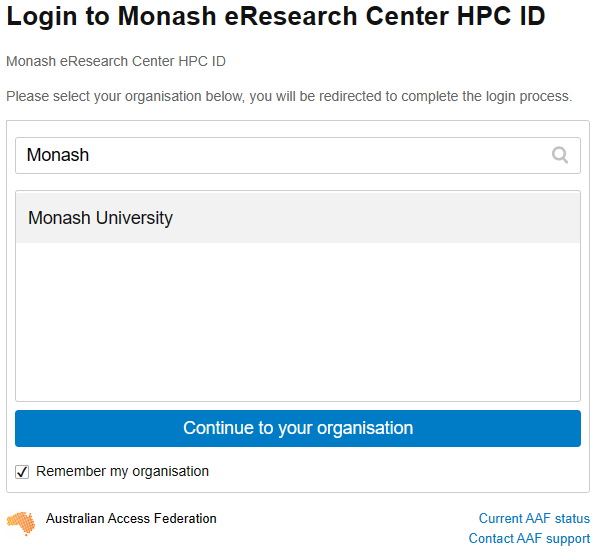 Login to Monash eResearch Center HPC ID
Monash eResearch Center HPC ID
Please select your organisation below, you will be redirected to complete the login process.
Monash
Monash University
Continue to your organisation
Remember my organisation
Australian Access Federation
Current AAF status
Contact AAF support